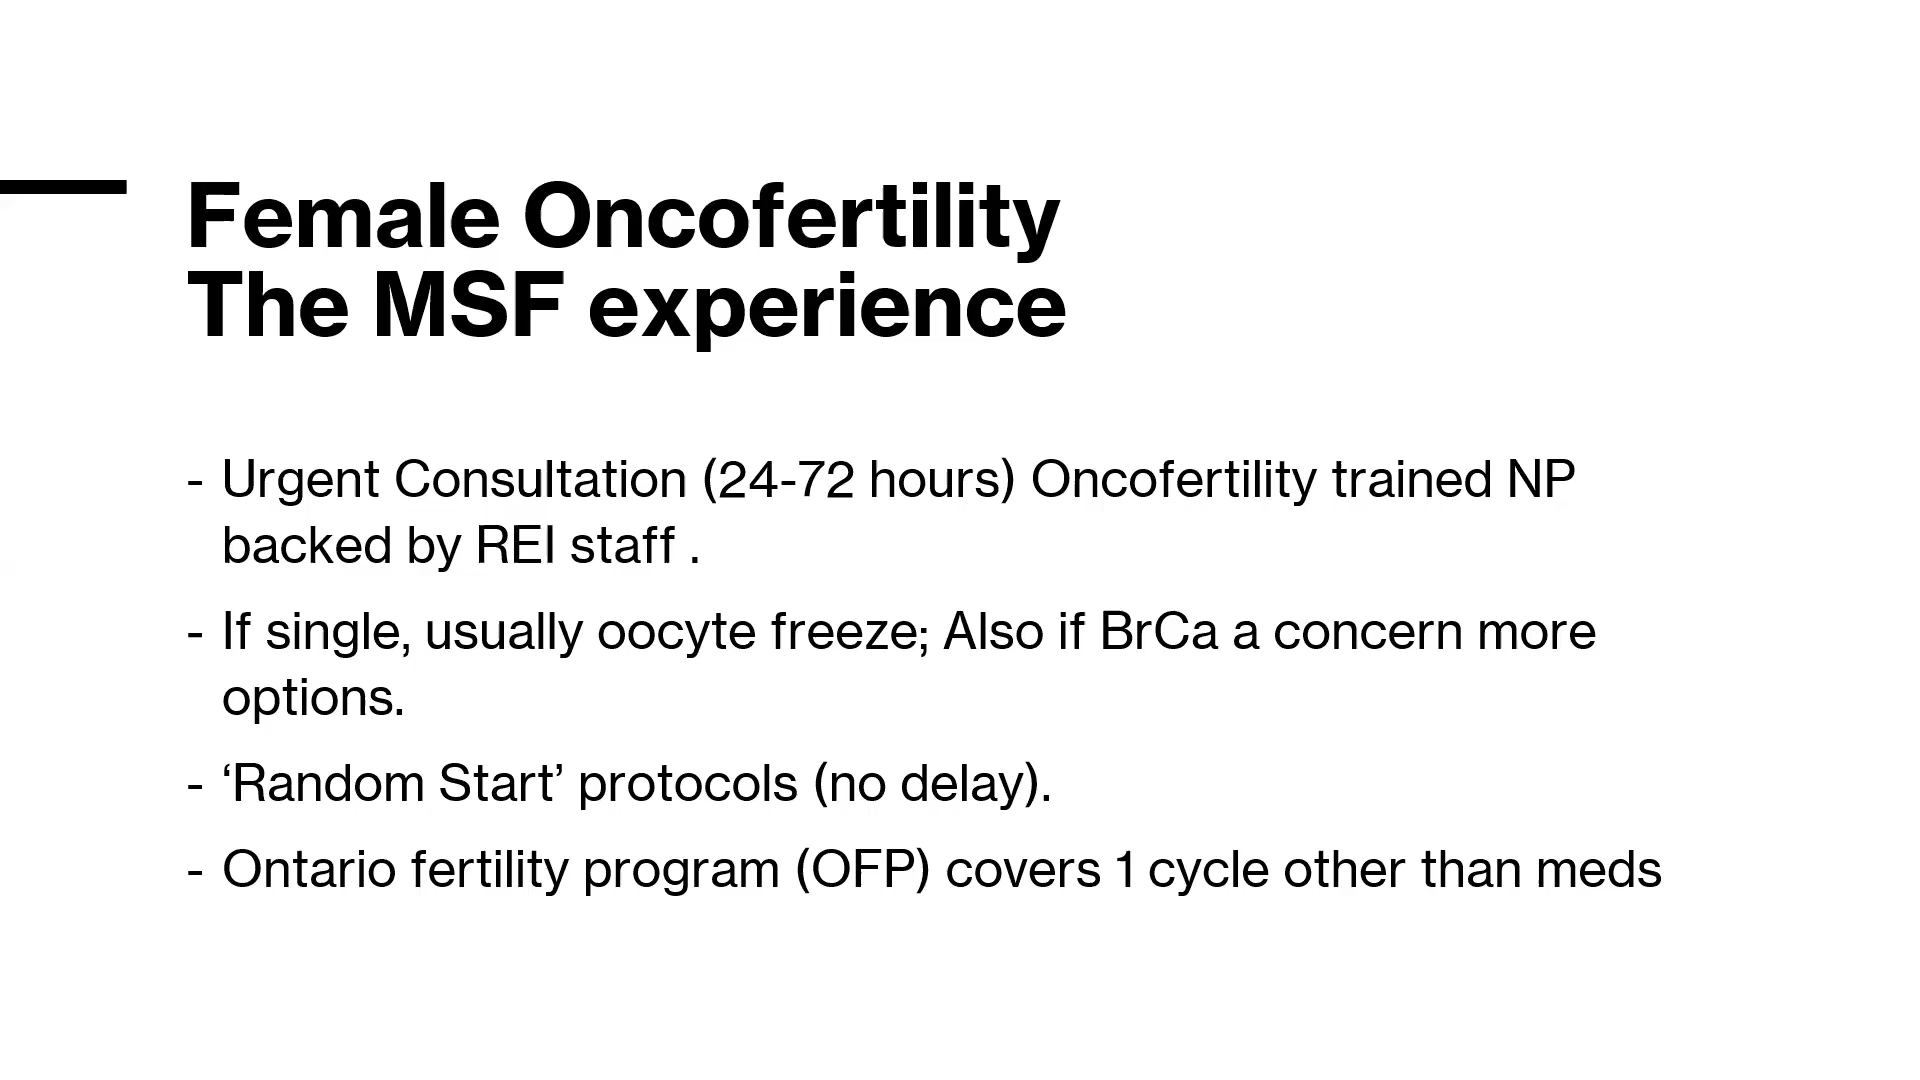 Female Oncofertility
The MSF experience
- Urgent Consultation (24-72 hours) Oncofertility trained NP
backed by REI staff .
- If single, usually oocyte freeze; Also if BrCa a concern more
options.
- ‘Random Start’ protocols (no delay).
- Ontario fertility program (OFP) covers 1 cycle other than meds